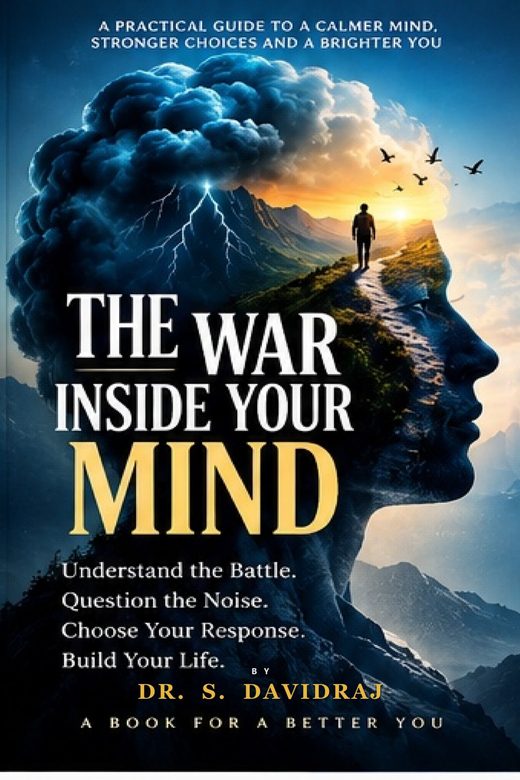 A PRACTICAL GUIDE TO A CALMER MIND,
STRONGER CHOICES AND A BRIGHTER YOU
THE WAR
INSIDE YOUR
MIND
Understand the Battle.
Question the Noise.
Choose Your Response.
Build Your Life.
BY
DR. S. DAVIDRAJ
A BOOK FOR A BETTER YOU